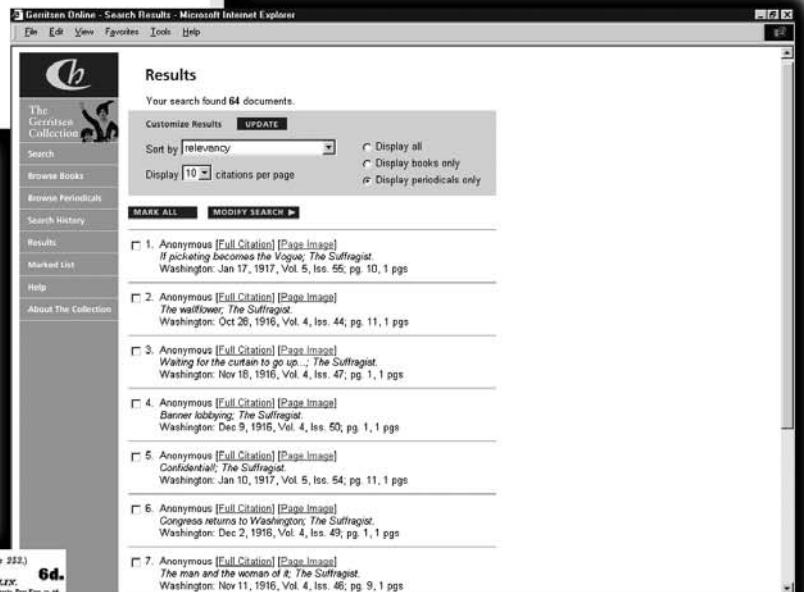 Gerritsen Online - Search Results - Microsoft Internet Explorer
File Edit View Favorites Tools Help
Ch
The
Gerritsen
Collection
Search
Browse Books
Browse Periodicals
Search History
Results
Marked List
Help
About The Collection
Results
Your search found 64 documents.
Customize Results UPDATE
Sort by relevancy
Display 10 citations per page
Display all
Display books only
Display periodicals only
MARK ALL MODIFY SEARCH
1. Anonymous [Full Citation] [Page Image]
If picketing becomes the Vogue; The Suffragist.
Washington: Jan 17, 1917, Vol. 5, Iss. 55; pg. 10, 1 pgs
2. Anonymous [Full Citation] [Page Image]
The wallflower; The Suffragist.
Washington: Oct 28, 1916, Vol. 4, Iss. 44; pg. 11, 1 pgs
3. Anonymous [Full Citation] [Page Image]
Waiting for the curtain to go up...; The Suffragist.
Washington: Nov 18, 1916, Vol. 4, Iss. 47; pg. 1, 1 pgs
4. Anonymous [Full Citation] [Page Image]
Banner lobbying; The Suffragist.
Washington: Dec 9, 1916, Vol. 4, Iss. 50; pg. 1, 1 pgs
5. Anonymous [Full Citation] [Page Image]
Confidential!; The Suffragist.
Washington: Jan 10, 1917, Vol. 5, Iss. 54; pg. 11, 1 pgs
6. Anonymous [Full Citation] [Page Image]
Congress returns to Washington; The Suffragist.
Washington: Dec 2, 1916, Vol. 4, Iss. 49; pg. 1, 1 pgs
7. Anonymous [Full Citation] [Page Image]
The man and the woman of it; The Suffragist.
Washington: Nov 11, 1916, Vol. 4, Iss. 46; pg. 9, 1 pgs
252.)
6d.